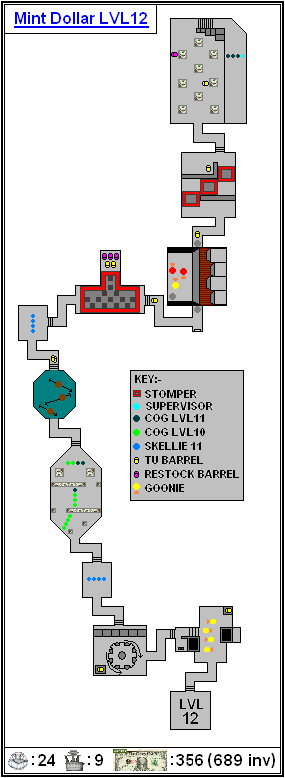 Mint Dollar LVL12
KEY:-
STOMPER
SUPERVISOR
COG LVL11
COG LVL10
SKELLIE 11
TU BARREL
RESTOCK BARREL
GOONIE
LVL
12
: 24 : 9 :356 (689 inv)